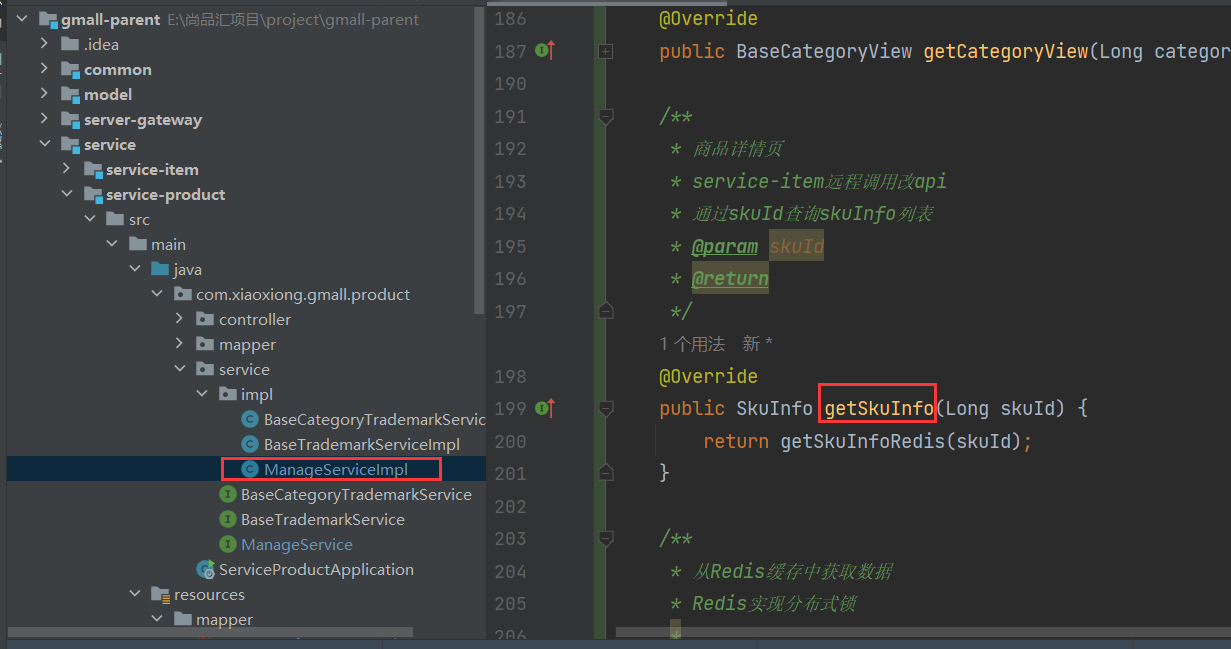 gmall-parent E:\尚品汇项目\project\gmall-parent
.idea
common
model
server-gateway
service
service-item
service-product
src
main
java
com.xiaoxiong.gmall.product
controller
mapper
service
impl
BaseCategoryTrademarkServic
BaseTrademarkServiceImpl
ManageServiceImpl
BaseCategoryTrademarkService
BaseTrademarkService
ManageService
ServiceProductApplication
resources
mapper
186 @Override
187 public BaseCategoryView getCategoryView(Long categor
190
191 /**
192 * 商品详情页
193 * service-item远程调用改api
194 * 通过skuId查询skuInfo列表
195 * @param skuId
196 * @return
197 */
1 个用法 新 *
198 @Override
199 public SkuInfo getSkuInfo(Long skuId) {
200 return getSkuInfoRedis(skuId);
201 }
202
203 /**
204 * 从Redis缓存中获取数据
205 * Redis实现分布式锁
206 *